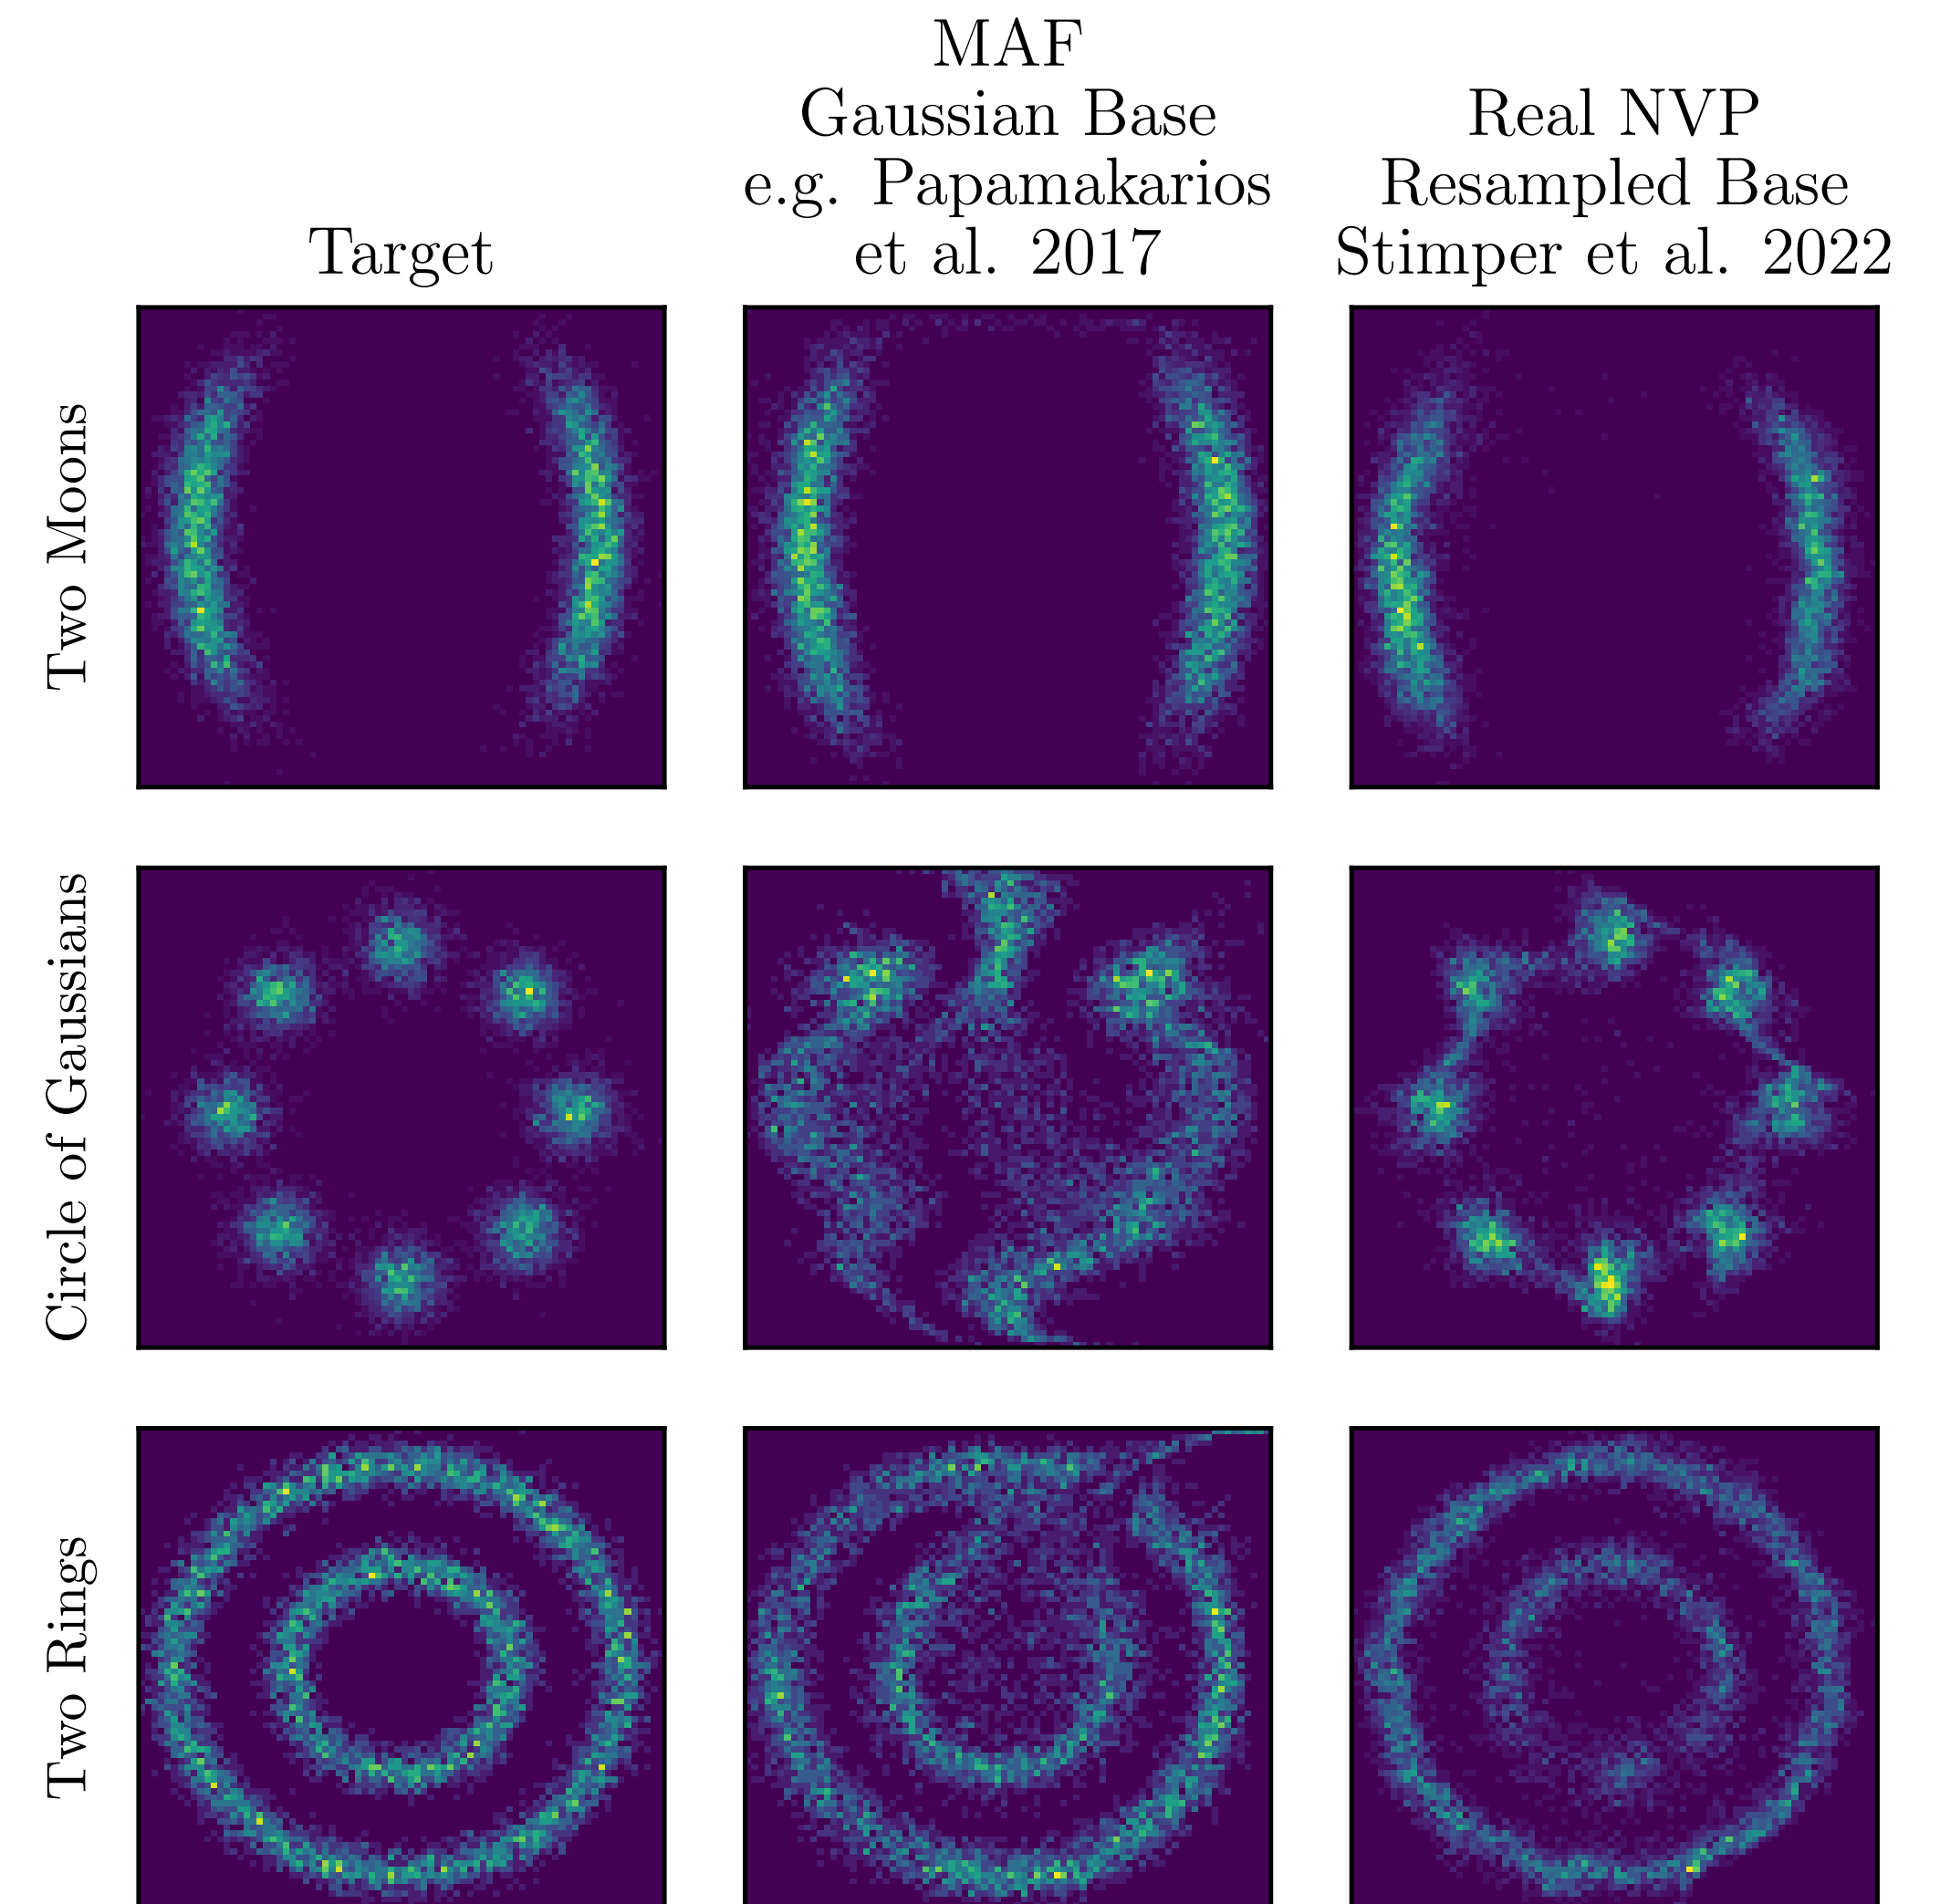 Target
MAF
Gaussian Base
e.g. Papamakarios
et al. 2017
Real NVP
Resampled Base
Stimper et al. 2022
Two Moons
Circle of Gaussians
Two Rings